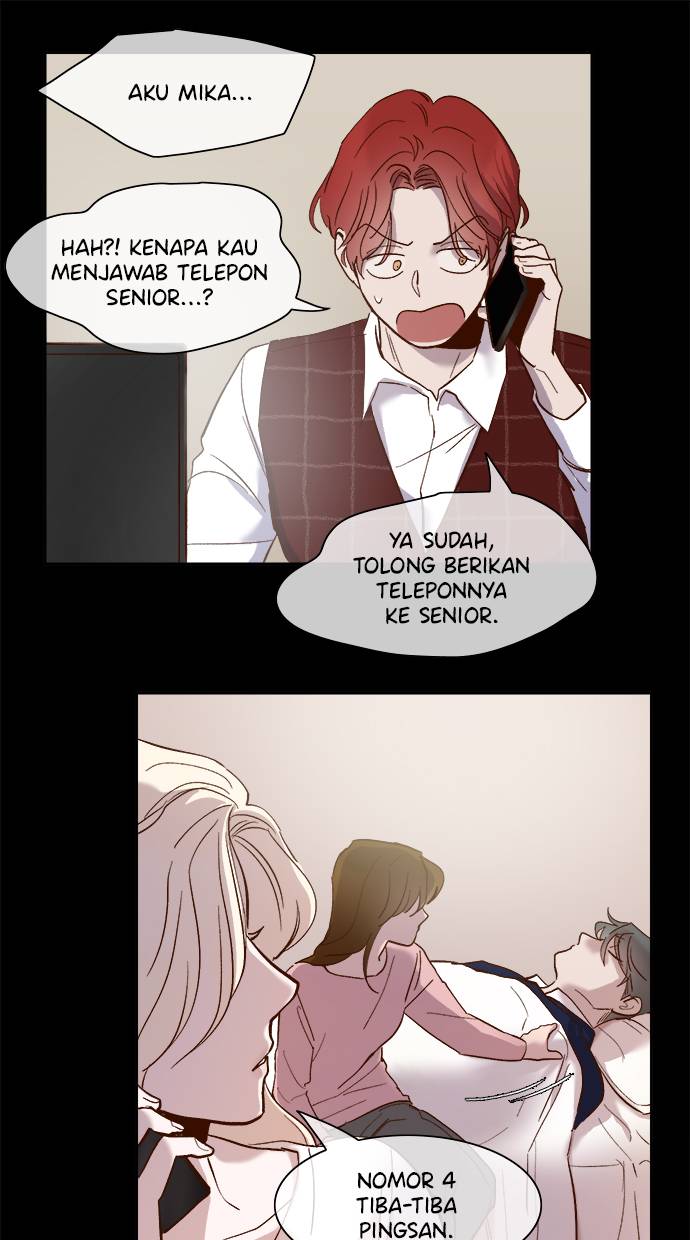 AKU MIKA...
HAH?! KENAPA KAU
MENJAWAB TELEPON
SENIOR...?
YA SUDAH,
TOLONG BERIKAN
TELEPONNYA
KE SENIOR.
NOMOR 4
TIBA-TIBA
PINGSAN.